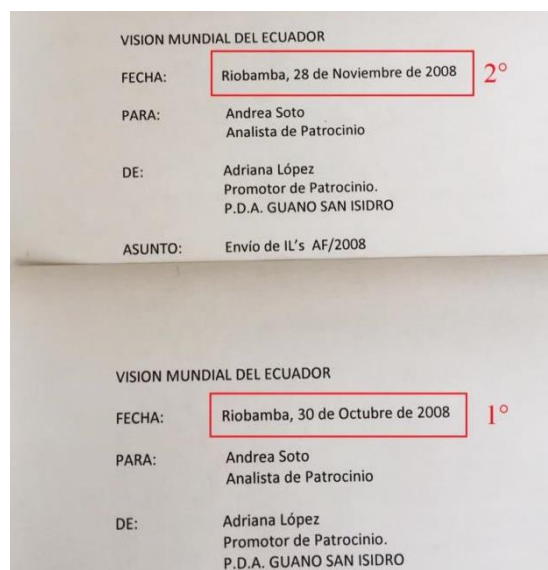 VISION MUNDIAL DEL ECUADOR
FECHA: Riobamba, 28 de Noviembre de 2008 2°
PARA: Andrea Soto
Analista de Patrocinio
DE: Adriana López
Promotor de Patrocinio.
P.D.A. GUANO SAN ISIDRO
ASUNTO: Envío de IL's AF/2008
VISION MUNDIAL DEL ECUADOR
FECHA: Riobamba, 30 de Octubre de 2008 1°
PARA: Andrea Soto
Analista de Patrocinio
DE: Adriana López
Promotor de Patrocinio.
P.D.A. GUANO SAN ISIDRO